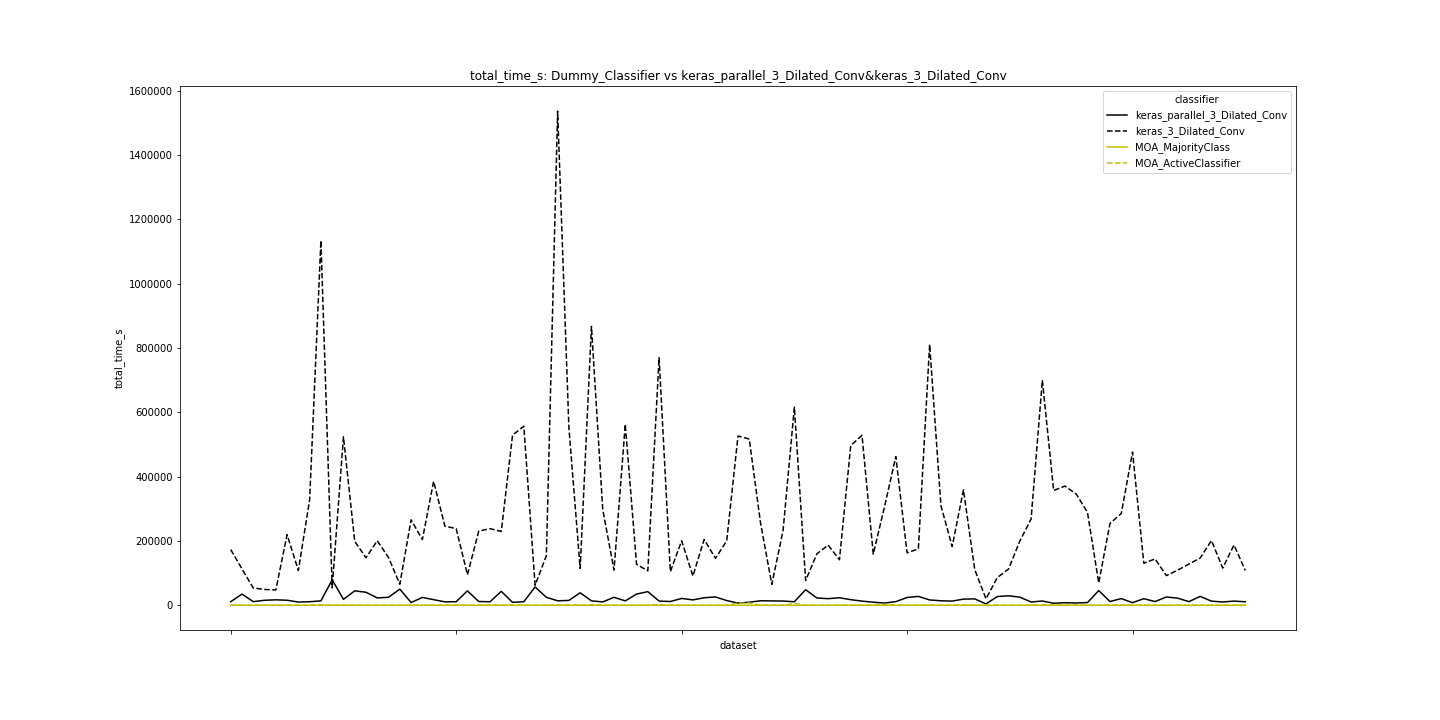 total_time_s: Dummy_Classifier vs keras_parallel_3_Dilated_Conv&keras_3_Dilated_Conv
classifier
keras_parallel_3_Dilated_Conv
keras_3_Dilated_Conv
MOA_MajorityClass
MOA_ActiveClassifier
1600000
1400000
1200000
1000000
800000
600000
400000
200000
0
total_time_s
dataset